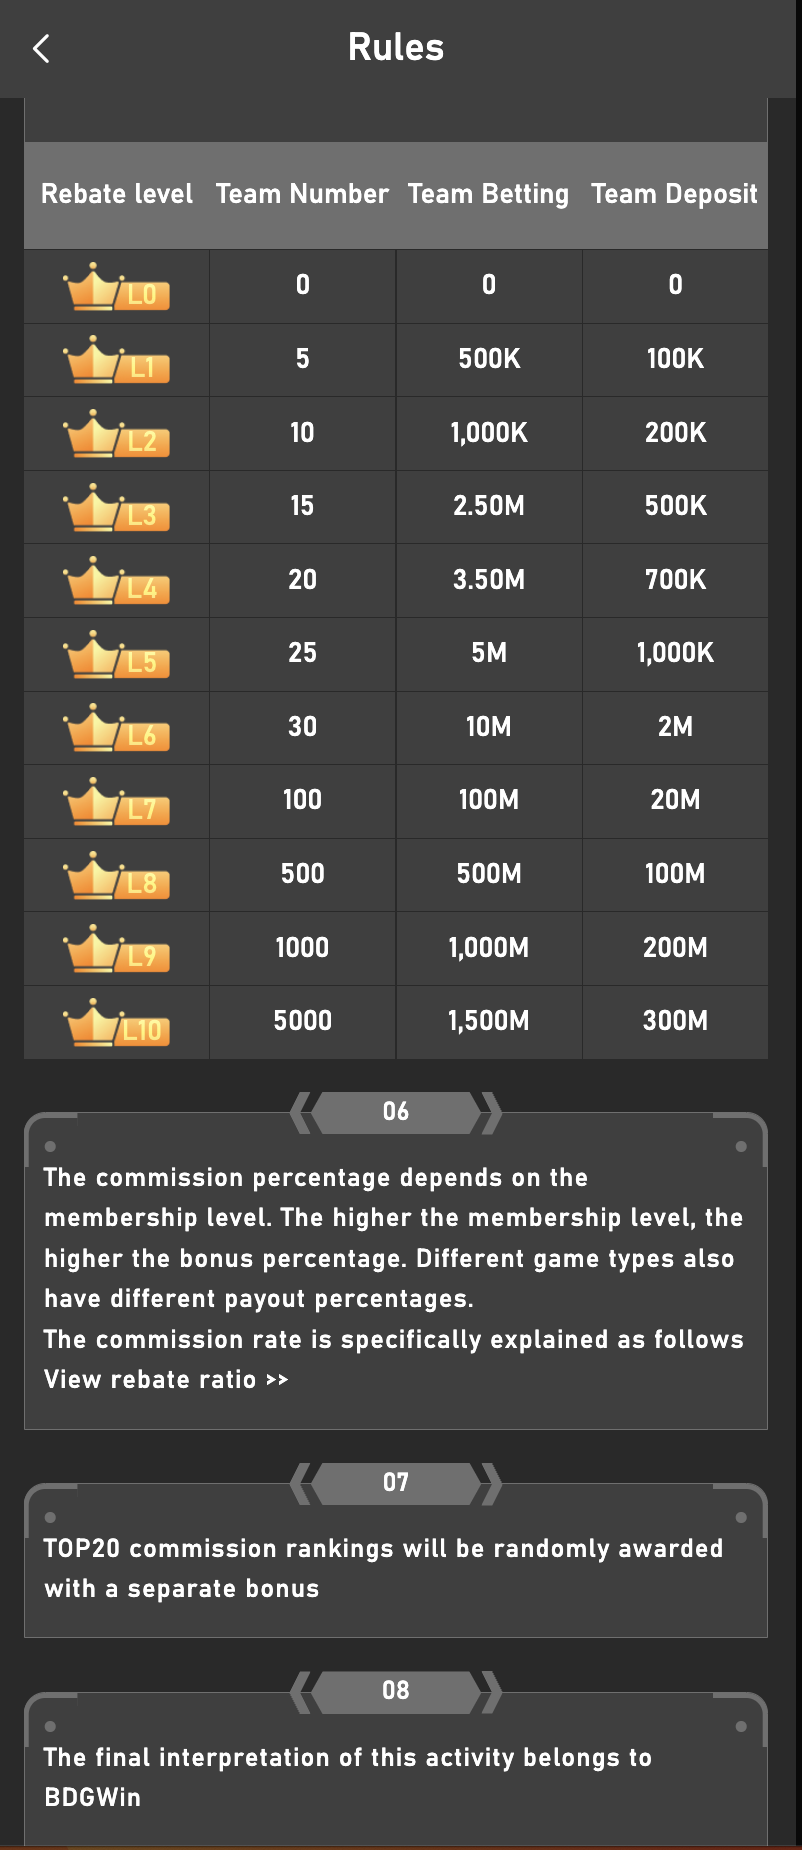 Rules
Rebate level Team Number Team Betting Team Deposit
L0 0 0 0
L1 5 500K 100K
L2 10 1,000K 200K
L3 15 2.50M 500K
L4 20 3.50M 700K
L5 25 5M 1,000K
L6 30 10M 2M
L7 100 100M 20M
L8 500 500M 100M
L9 1000 1,000M 200M
L10 5000 1,500M 300M
06
The commission percentage depends on the
membership level. The higher the membership level, the
higher the bonus percentage. Different game types also
have different payout percentages.
The commission rate is specifically explained as follows
View rebate ratio >>
07
TOP20 commission rankings will be randomly awarded
with a separate bonus
08
The final interpretation of this activity belongs to
BDGWin